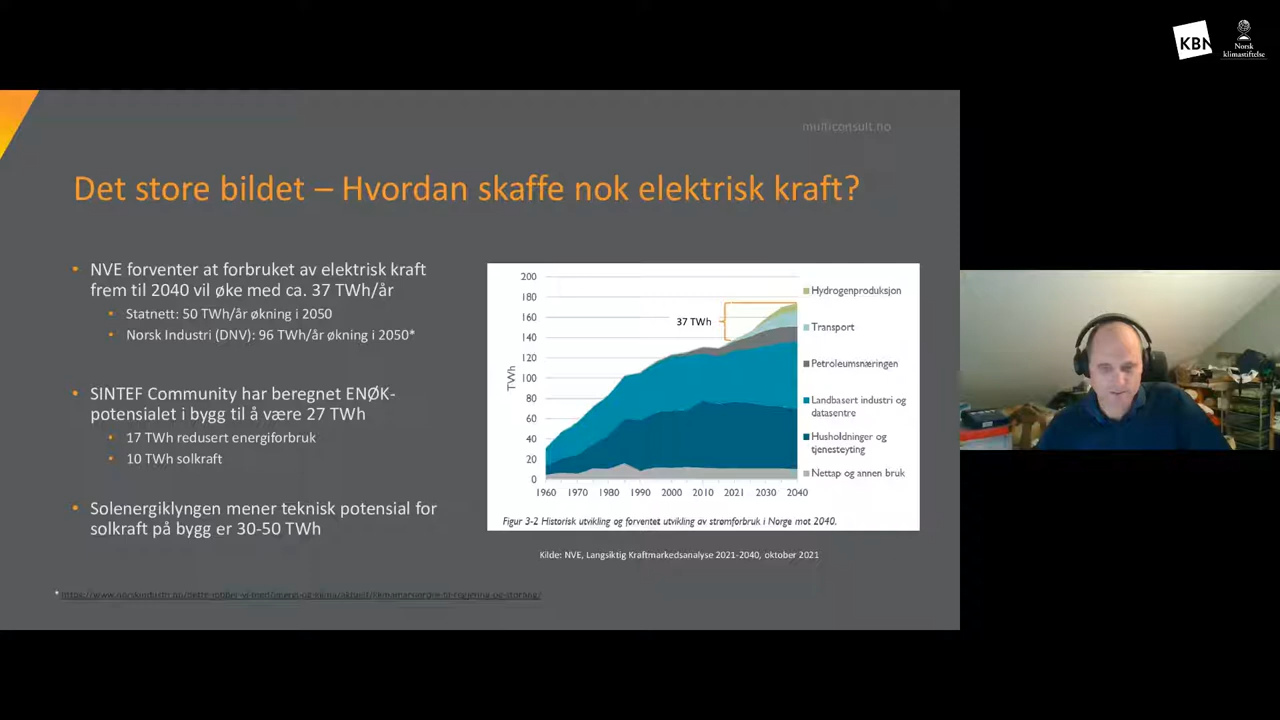 KBN
Norsk
klimastiftelse
multiconsult.no
Det store bildet – Hvordan skaffe nok elektrisk kraft?
• NVE forventer at forbruket av elektrisk kraft
frem til 2040 vil øke med ca. 37 TWh/år
• Statnett: 50 TWh/år økning i 2050
• Norsk Industri (DNV): 96 TWh/år økning i 2050*
• SINTEF Community har beregnet ENØK-
potensialet i bygg til å være 27 TWh
• 17 TWh redusert energiforbruk
• 10 TWh solkraft
• Solenergiklyngen mener teknisk potensial for
solkraft på bygg er 30-50 TWh
200
180
160
140
120
100
80
60
40
20
0
TWh
37 TWh
1960 1970 1980 1990 2000 2010 2021 2030 2040
Hydrogenproduksjon
Transport
Petroleumsnæringen
Landbasert industri og
datasentre
Husholdninger og
tjenesteyting
Nettap og annen bruk
Figur 3-2 Historisk utvikling og forventet utvikling av strømforbruk i Norge mot 2040.
Kilde: NVE, Langsiktig Kraftmarkedsanalyse 2021-2040, oktober 2021
*